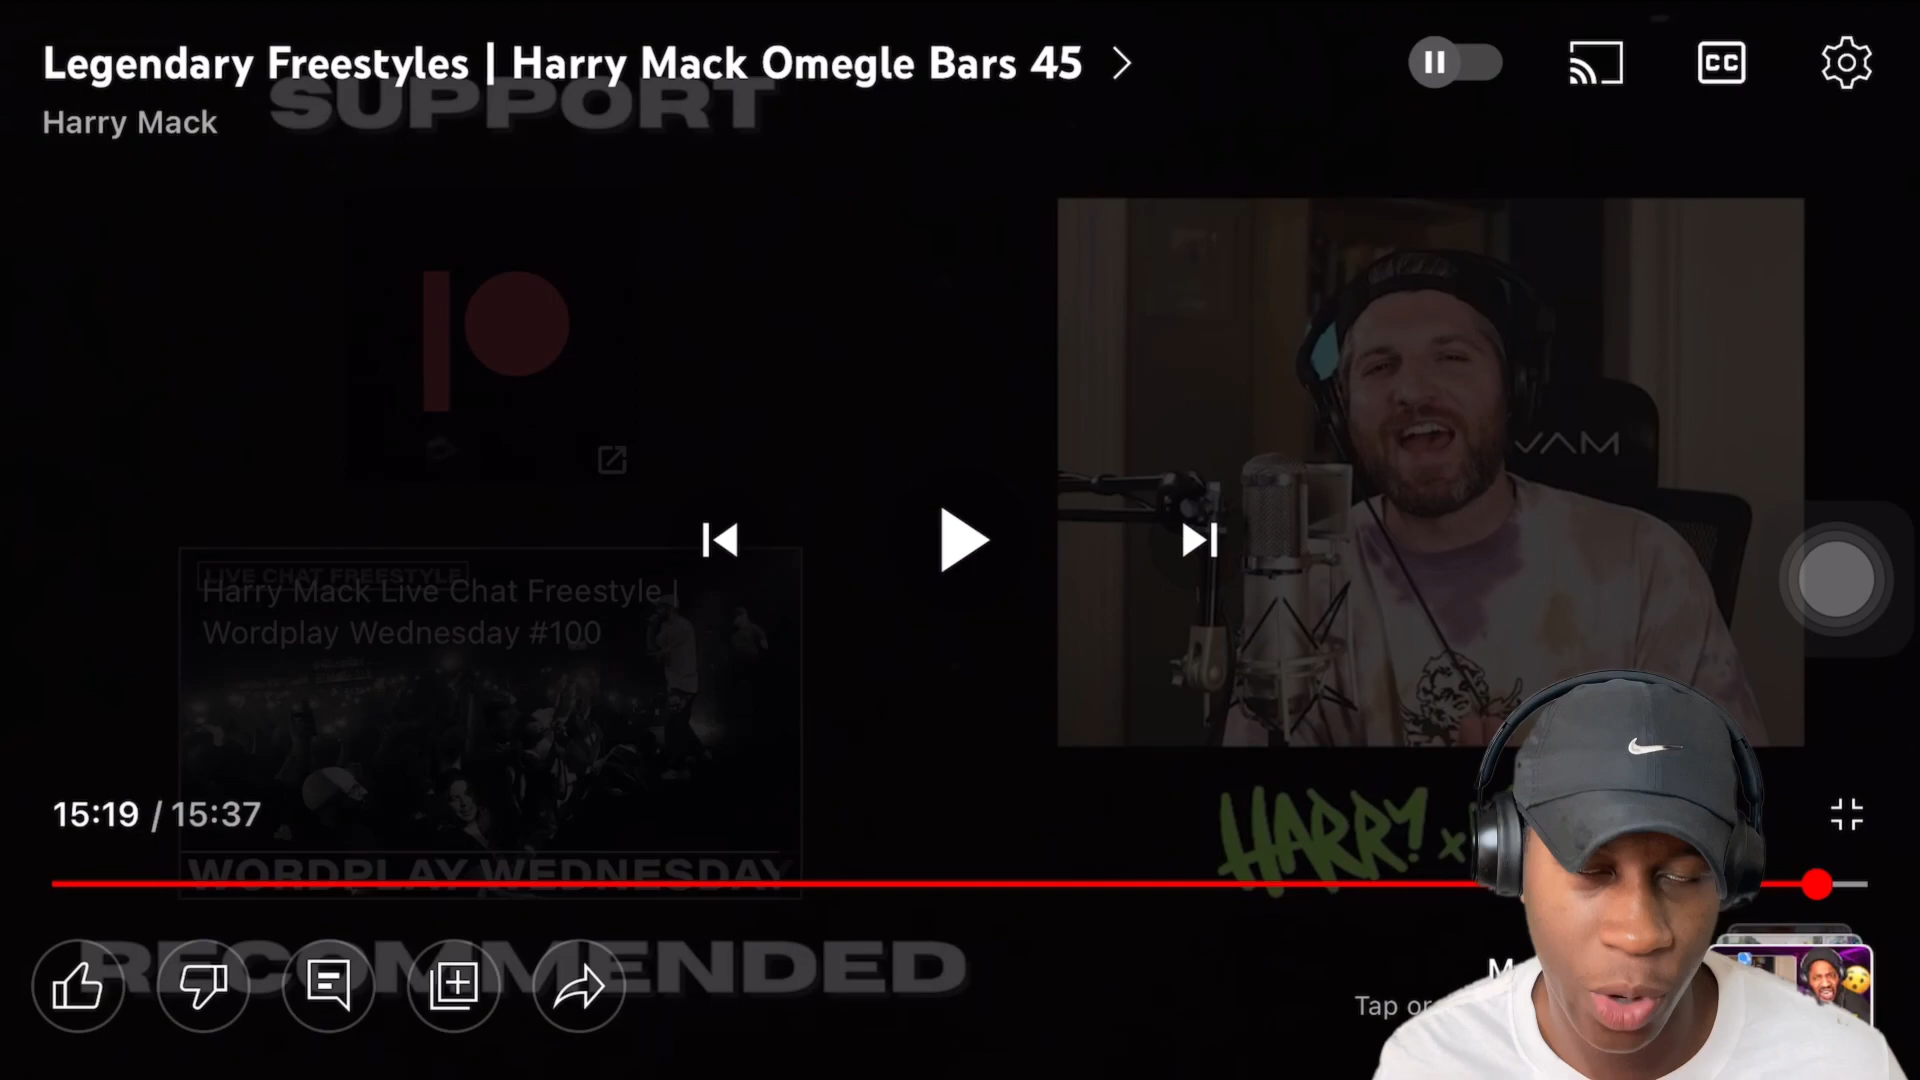 Legendary Freestyles | Harry Mack Omegle Bars 45
Harry Mack
SUPPORT
CC
VAM
LIVE CHAT FREESTYLE
Harry Mack Live Chat Freestyle |
Wordplay Wednesday #100
15:19 / 15:37
WORDPLAY WEDNESDAY
HARRY x
RECOMMENDED
M
Tap or